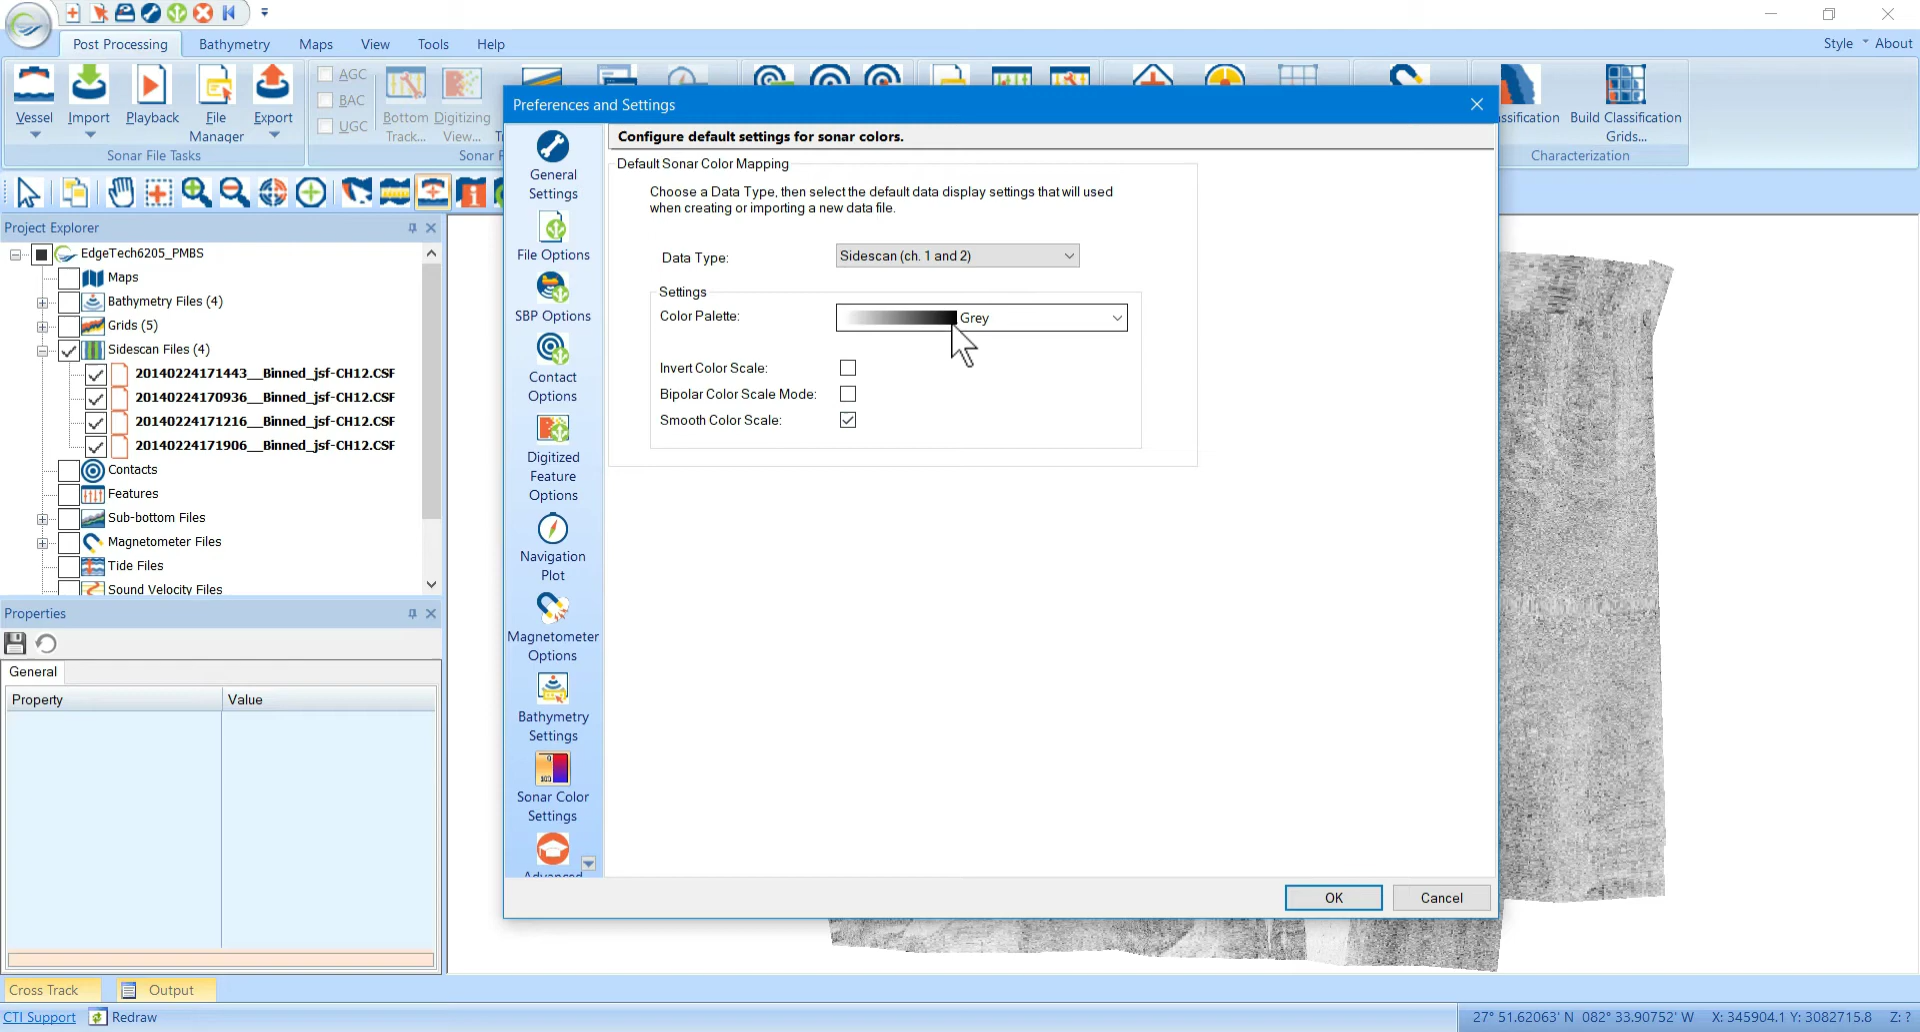 Post Processing
Bathymetry
Maps
View
Tools
Help
Style
About
Vessel
Import
Playback
File
Manager
Export
Sonar File Tasks
AGC
BAC
UGC
Bottom
Track...
Digitizing
View...
Characterization
Build Classification
Grids...
Project Explorer
EdgeTech6205_PMBS
Maps
Bathymetry Files (4)
Grids (5)
Sidescan Files (4)
20140224171443__Binned_jsf-CH12.CSF
20140224170936__Binned_jsf-CH12.CSF
20140224171216__Binned_jsf-CH12.CSF
20140224171906__Binned_jsf-CH12.CSF
Contacts
Features
Sub-bottom Files
Magnetometer Files
Tide Files
Sound Velocity Files
Properties
General
Property
Value
Cross Track
Output
CTI Support
Redraw
27° 51.62063' N 082° 33.90752' W X: 345904.1 Y: 3082715.8 Z: ?
Preferences and Settings
General
Settings
File Options
SBP Options
Contact
Options
Digitized
Feature
Options
Navigation
Plot
Magnetometer
Options
Bathymetry
Settings
Sonar Color
Settings
Advanced
Configure default settings for sonar colors.
Default Sonar Color Mapping
Choose a Data Type, then select the default data display settings that will used
when creating or importing a new data file.
Data Type:
Sidescan (ch. 1 and 2)
Settings
Color Palette:
Grey
Invert Color Scale:
Bipolar Color Scale Mode:
Smooth Color Scale:
OK
Cancel